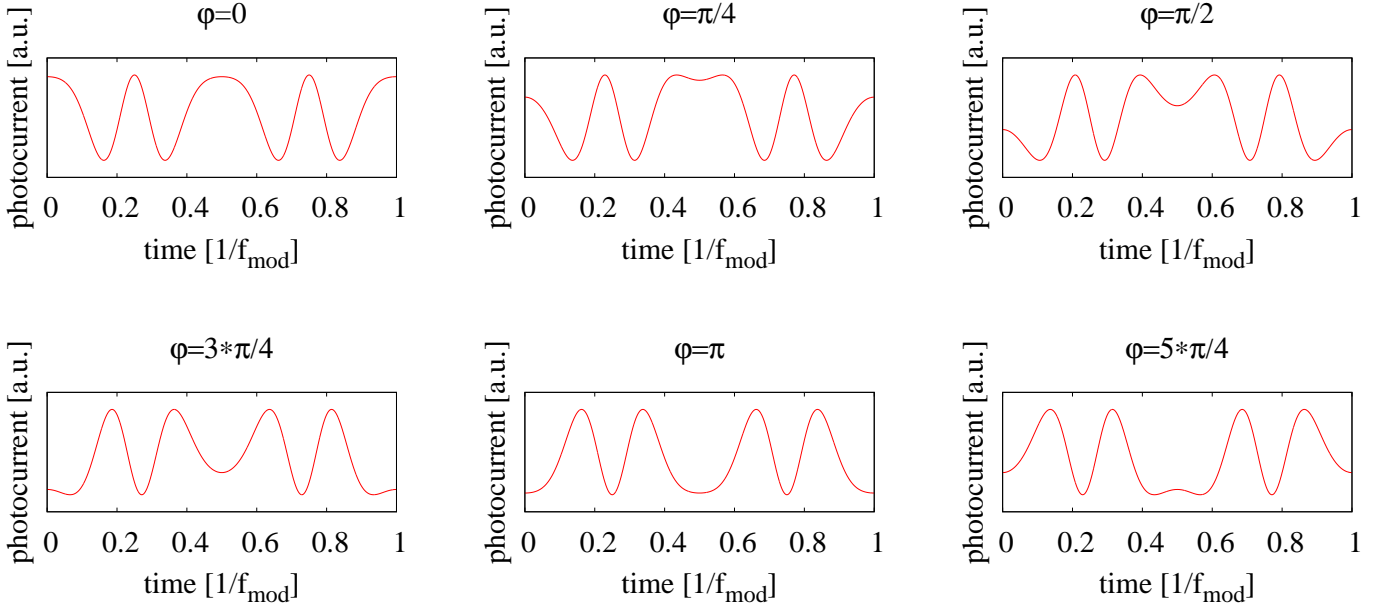 φ=0
photocurrent [a.u.]
0 0.2 0.4 0.6 0.8 1
time [1/f_mod]
φ=π/4
photocurrent [a.u.]
0 0.2 0.4 0.6 0.8 1
time [1/f_mod]
φ=π/2
photocurrent [a.u.]
0 0.2 0.4 0.6 0.8 1
time [1/f_mod]
φ=3*π/4
photocurrent [a.u.]
0 0.2 0.4 0.6 0.8 1
time [1/f_mod]
φ=π
photocurrent [a.u.]
0 0.2 0.4 0.6 0.8 1
time [1/f_mod]
φ=5*π/4
photocurrent [a.u.]
0 0.2 0.4 0.6 0.8 1
time [1/f_mod]